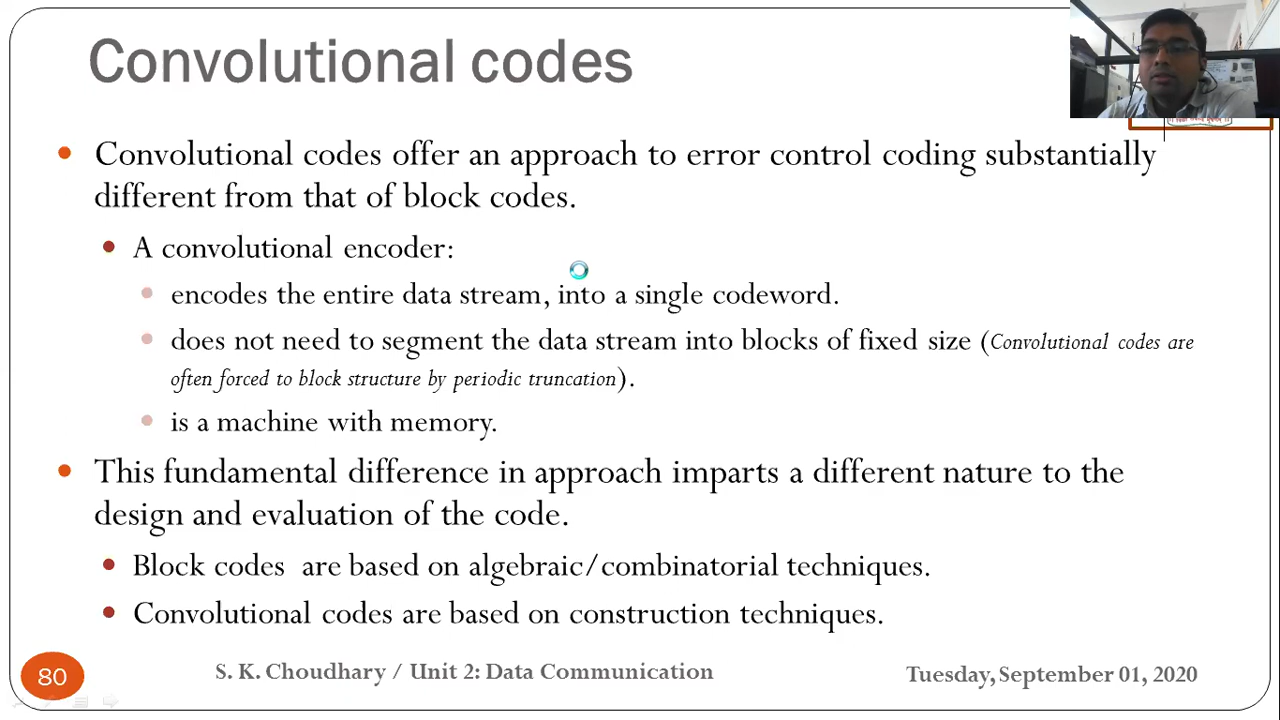 Convolutional codes
Convolutional codes offer an approach to error control coding substantially
different from that of block codes.
A convolutional encoder:
encodes the entire data stream, into a single codeword.
does not need to segment the data stream into blocks of fixed size (Convolutional codes are
often forced to block structure by periodic truncation).
is a machine with memory.
This fundamental difference in approach imparts a different nature to the
design and evaluation of the code.
Block codes are based on algebraic/combinatorial techniques.
Convolutional codes are based on construction techniques.
80
S. K. Choudhary / Unit 2: Data Communication
Tuesday, September 01, 2020